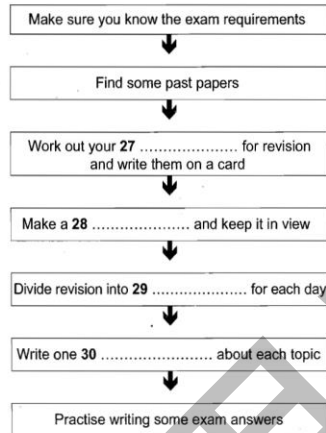 Make sure you know the exam requirements
Find some past papers
Work out your 27 ........................ for revision
and write them on a card
Make a 28 ..................... and keep it in view
Divide revision into 29 ..................... for each day
Write one 30 ........................ about each topic
Practise writing some exam answers